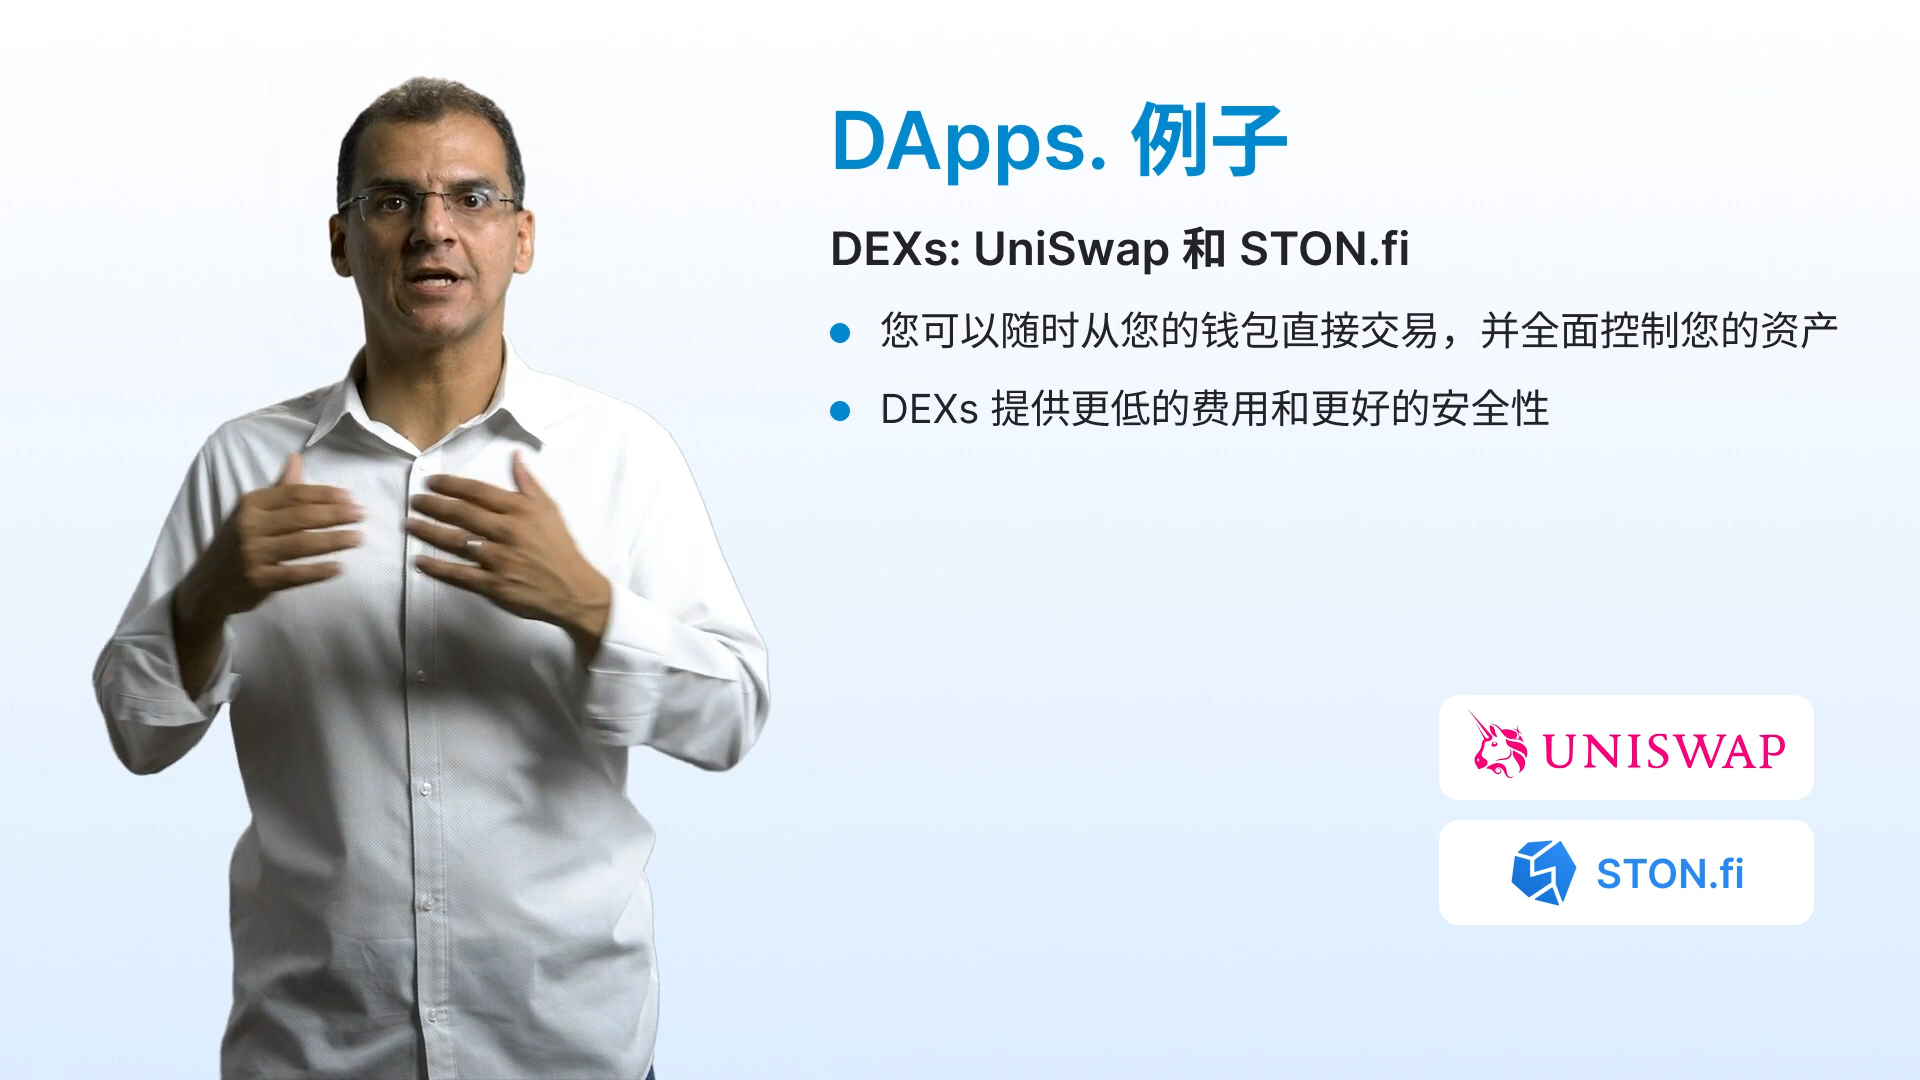 DApps. 例子
DEXs: UniSwap 和 STON.fi
您可以随时从您的钱包直接交易，并全面控制您的资产
DEXs 提供更低的费用和更好的安全性
UNISWAP
STON.fi